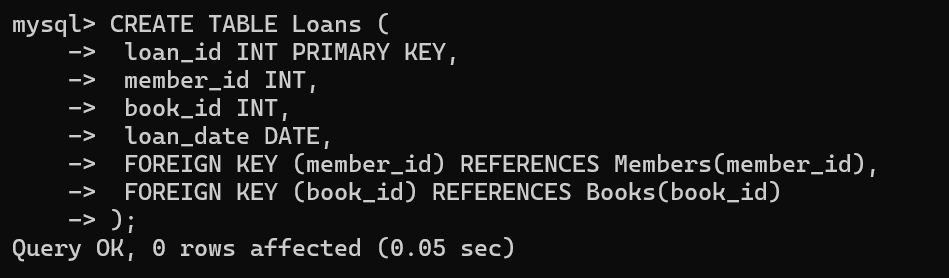 mysql> CREATE TABLE Loans (
    ->  loan_id INT PRIMARY KEY,
    ->  member_id INT,
    ->  book_id INT,
    ->  loan_date DATE,
    ->  FOREIGN KEY (member_id) REFERENCES Members(member_id),
    ->  FOREIGN KEY (book_id) REFERENCES Books(book_id)
    -> );
Query OK, 0 rows affected (0.05 sec)